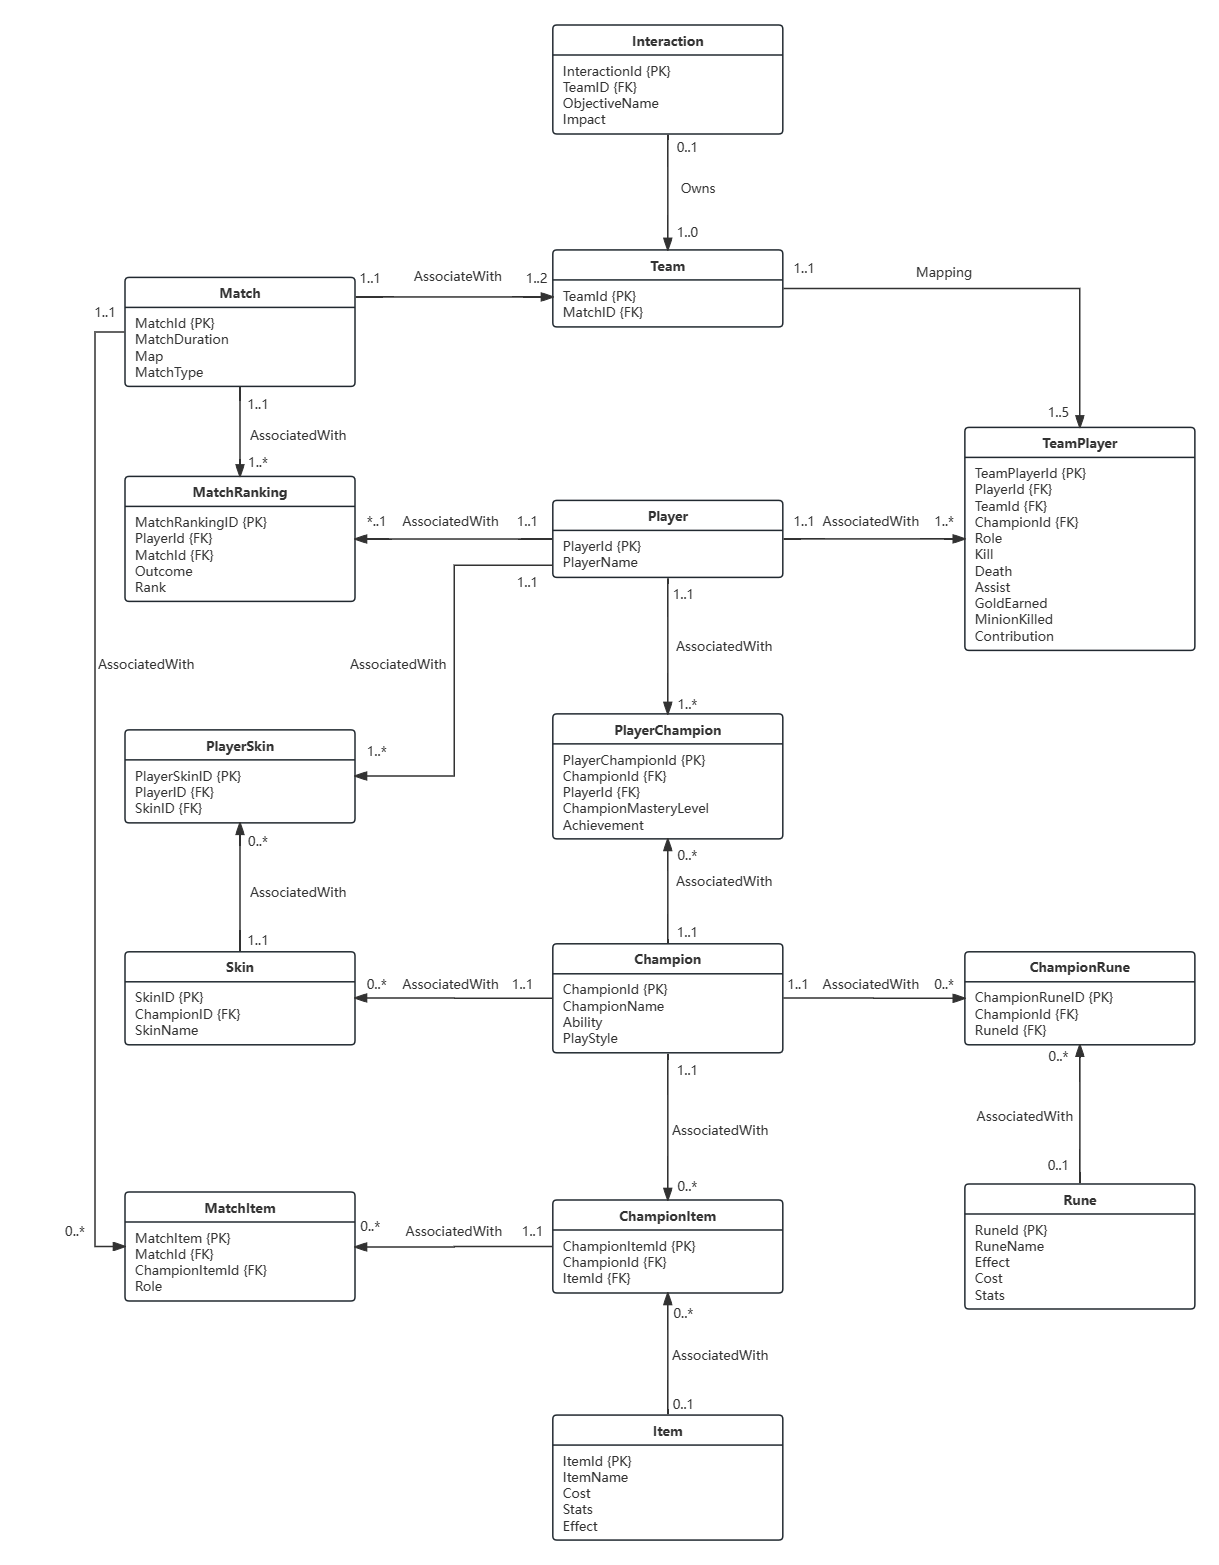 Interaction
InteractionId {PK}
TeamID {FK}
ObjectiveName
Impact
0..1
Owns
1..0
Team
TeamId {PK}
MatchID {FK}
1..1
AssociateWith
1..2
1..1
Mapping
1..5
Match
MatchId {PK}
MatchDuration
Map
MatchType
1..1
1..1
AssociatedWith
1..*
TeamPlayer
TeamPlayerId {PK}
PlayerId {FK}
TeamId {FK}
ChampionId {FK}
Role
Kill
Death
Assist
GoldEarned
MinionKilled
Contribution
MatchRanking
MatchRankingID {PK}
PlayerId {FK}
MatchId {FK}
Outcome
Rank
*..1
AssociatedWith
1..1
Player
PlayerId {PK}
PlayerName
1..1
AssociatedWith
1..*
1..1
1..1
AssociatedWith
1..*
AssociatedWith
AssociatedWith
1..*
PlayerSkin
PlayerSkinID {PK}
PlayerID {FK}
SkinID {FK}
PlayerChampion
PlayerChampionId {PK}
ChampionId {FK}
PlayerId {FK}
ChampionMasteryLevel
Achievement
0..*
AssociatedWith
1..1
0..*
AssociatedWith
1..1
Skin
SkinID {PK}
ChampionID {FK}
SkinName
0..*
AssociatedWith
1..1
Champion
ChampionId {PK}
ChampionName
Ability
PlayStyle
1..1
AssociatedWith
0..*
ChampionRune
ChampionRuneID {PK}
ChampionId {FK}
RuneId {FK}
0..*
AssociatedWith
0..1
1..1
AssociatedWith
0..*
MatchItem
MatchItem {PK}
MatchId {FK}
ChampionItemId {FK}
Role
0..*
0..*
AssociatedWith
1..1
ChampionItem
ChampionItemId {PK}
ChampionId {FK}
ItemId {FK}
Rune
RuneId {PK}
RuneName
Effect
Cost
Stats
0..*
AssociatedWith
0..1
Item
ItemId {PK}
ItemName
Cost
Stats
Effect